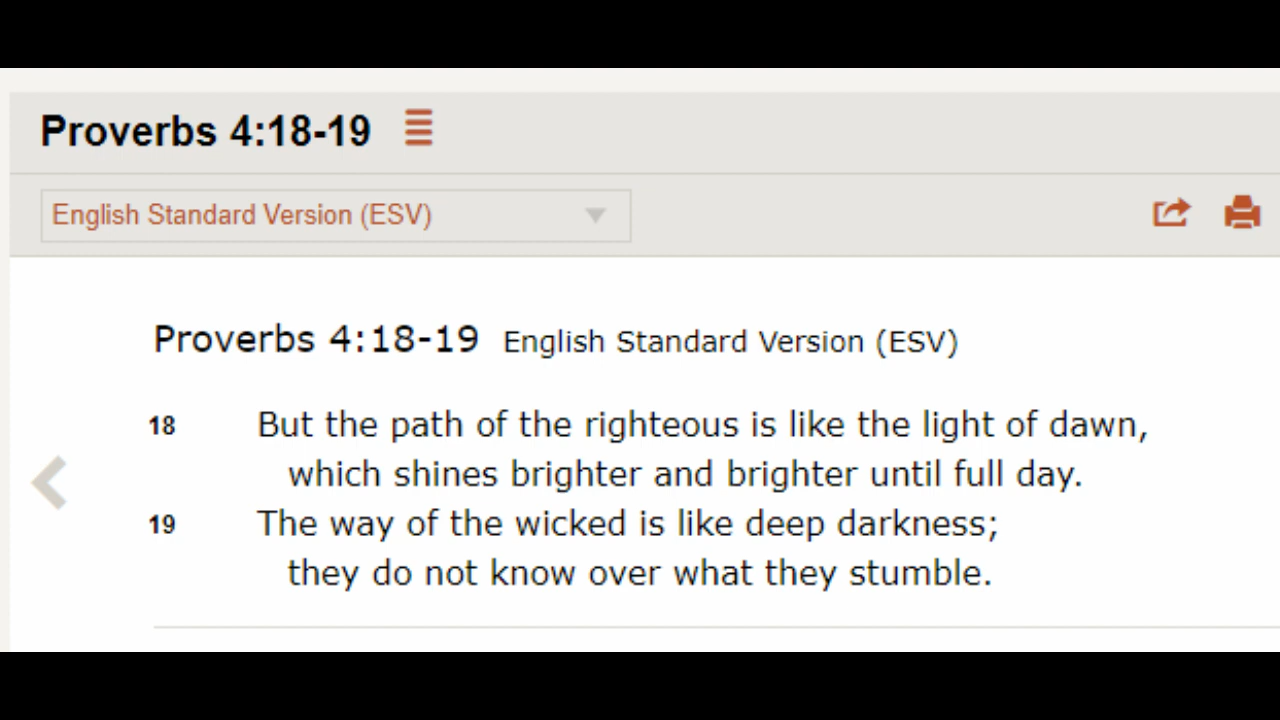 Proverbs 4:18-19
English Standard Version (ESV)
Proverbs 4:18-19 English Standard Version (ESV)
18 But the path of the righteous is like the light of dawn,
which shines brighter and brighter until full day.
19 The way of the wicked is like deep darkness;
they do not know over what they stumble.